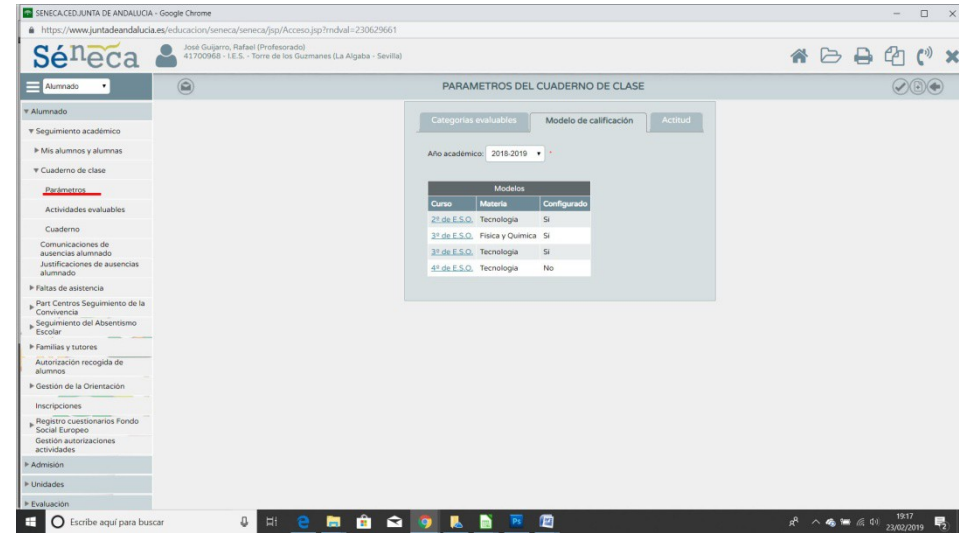 SENECA.CED.JUNTA DE ANDALUCIA - Google Chrome
https://www.juntadeandalucia.es/educacion/seneca/seneca/jsp/Acceso.jsp?rndval=230629661
Séneca
José Guijarro, Rafael (Profesorado)
41700968 - I.E.S. - Torre de los Guzmanes (La Algaba - Sevilla)
Alumnado
PARAMETROS DEL CUADERNO DE CLASE
Alumnado
Seguimiento académico
Mis alumnos y alumnas
Cuaderno de clase
Parámetros
Actividades evaluables
Cuaderno
Comunicaciones de
ausencias alumnado
Justificaciones de ausencias
alumnado
Faltas de asistencia
Part Centros Seguimiento de la
Convivencia
Seguimiento del Absentismo
Escolar
Familias y tutores
Autorización recogida de
alumnos
Gestión de la Orientación
Inscripciones
Registro cuestionarios Fondo
Social Europeo
Gestión autorizaciones
actividades
Admisión
Unidades
Evaluación
Categorías evaluables Modelo de calificación Actitud
Año académico: 2018-2019 *
Modelos
Curso Materia Configurado
2º de E.S.O. Tecnología Si
3º de E.S.O. Física y Química Si
3º de E.S.O. Tecnología Si
4º de E.S.O. Tecnología No
Escribe aquí para buscar
19:17
23/02/2019